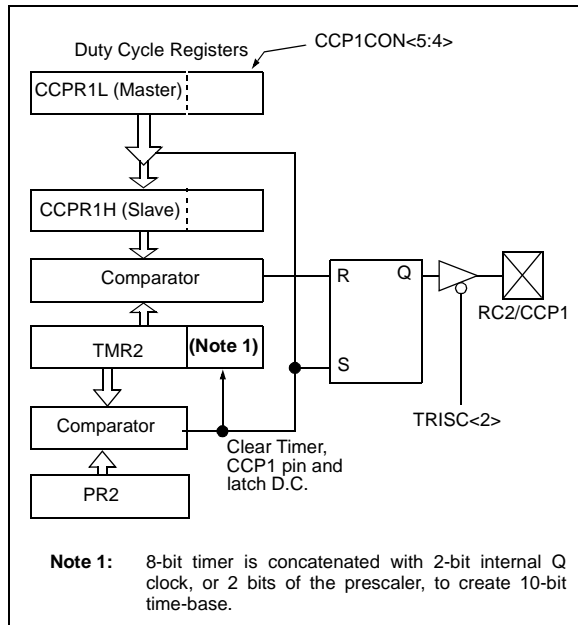 Duty Cycle Registers
CCP1CON<5:4>
CCPR1L (Master)
CCPR1H (Slave)
Comparator
R
Q
RC2/CCP1
TMR2
(Note 1)
S
TRISC<2>
Comparator
Clear Timer,
CCP1 pin and
latch D.C.
PR2
Note 1: 8-bit timer is concatenated with 2-bit internal Q
clock, or 2 bits of the prescaler, to create 10-bit
time-base.